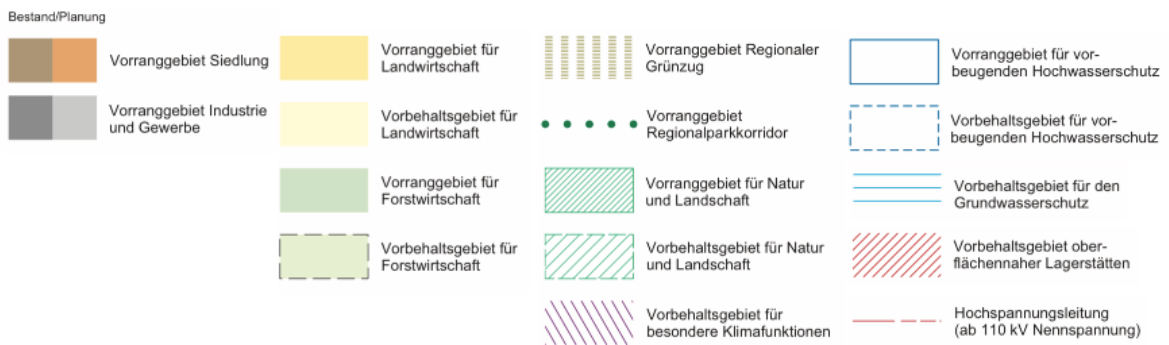 Bestand/Planung
Vorranggebiet Siedlung
Vorranggebiet Industrie
und Gewerbe
Vorranggebiet für
Landwirtschaft
Vorbehaltsgebiet für
Landwirtschaft
Vorranggebiet für
Forstwirtschaft
Vorbehaltsgebiet für
Forstwirtschaft
Vorranggebiet Regionaler
Grünzug
Vorranggebiet
Regionalparkkorridor
Vorranggebiet für Natur
und Landschaft
Vorbehaltsgebiet für Natur
und Landschaft
Vorbehaltsgebiet für
besondere Klimafunktionen
Vorranggebiet für vor-
beugenden Hochwasserschutz
Vorbehaltsgebiet für vor-
beugenden Hochwasserschutz
Vorbehaltsgebiet für den
Grundwasserschutz
Vorbehaltsgebiet ober-
flächennaher Lagerstätten
Hochspannungsleitung
(ab 110 kV Nennspannung)